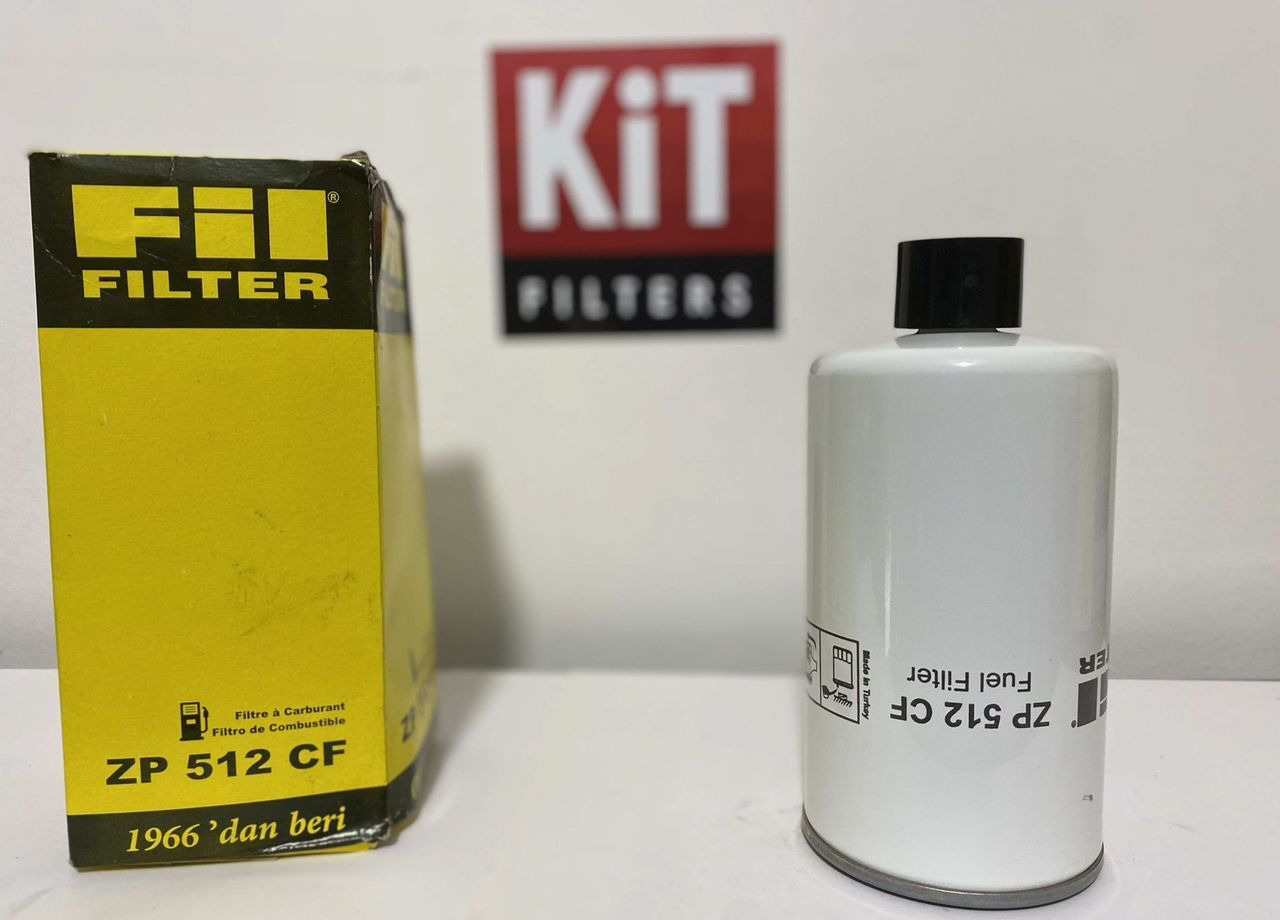 KiT
FILTERS
FiL®
FILTER
Filtre à Carburant
Filtro de Combustible
ZP 512 CF
1966 'dan beri
Made in Turkey
ZP 512 CF
Fuel Filter